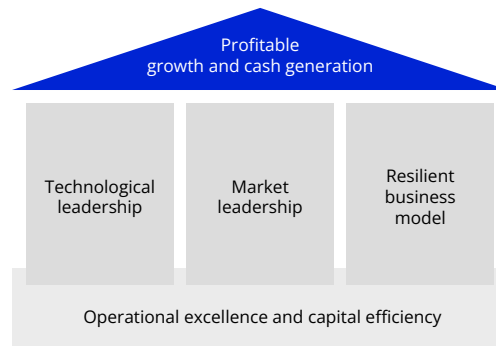 Profitable
growth and cash generation
Technological
leadership
Market
leadership
Resilient
business
model
Operational excellence and capital efficiency